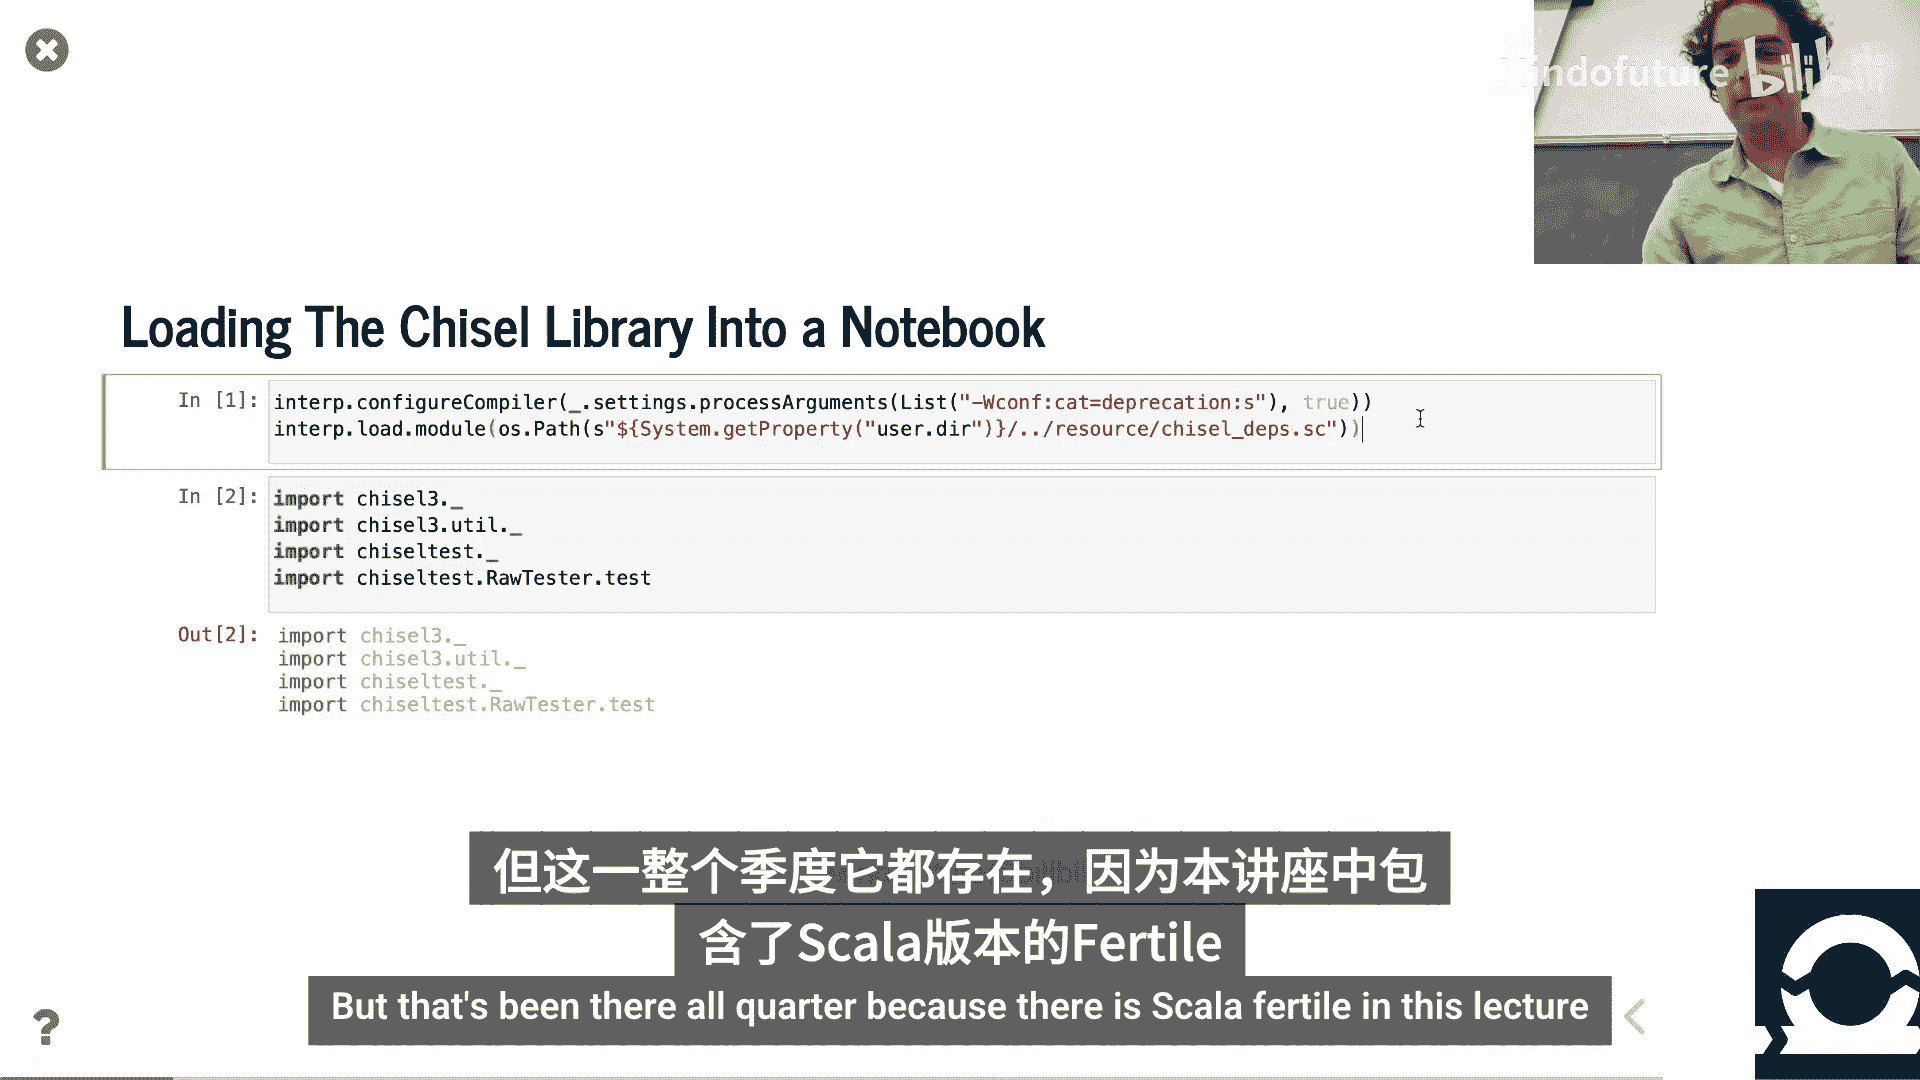 indofuture bilibili
Loading The Chisel Library Into a Notebook
In [1]:
interp.configureCompiler(_.settings.processArguments(List("-Wconf:cat=deprecation:s"), true))
interp.load.module(os.Path(s"${System.getProperty("user.dir")}/../resource/chisel_deps.sc"))
In [2]:
import chisel3._
import chisel3.util._
import chiseltest._
import chiseltest.RawTester.test
Out[2]:
import chisel3._
import chisel3.util._
import chiseltest._
import chiseltest.RawTester.test
但这一整个季度它都存在，因为本讲座中包
含了Scala版本的Fertile
But that's been there all quarter because there is Scala fertile in this lecture